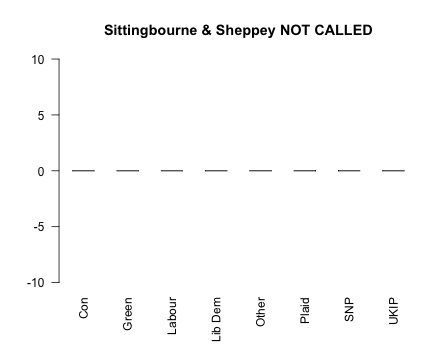 Sittingbourne & Sheppey NOT CALLED
10
5
0
-5
-10
Con
Green
Labour
Lib Dem
Other
Plaid
SNP
UKIP